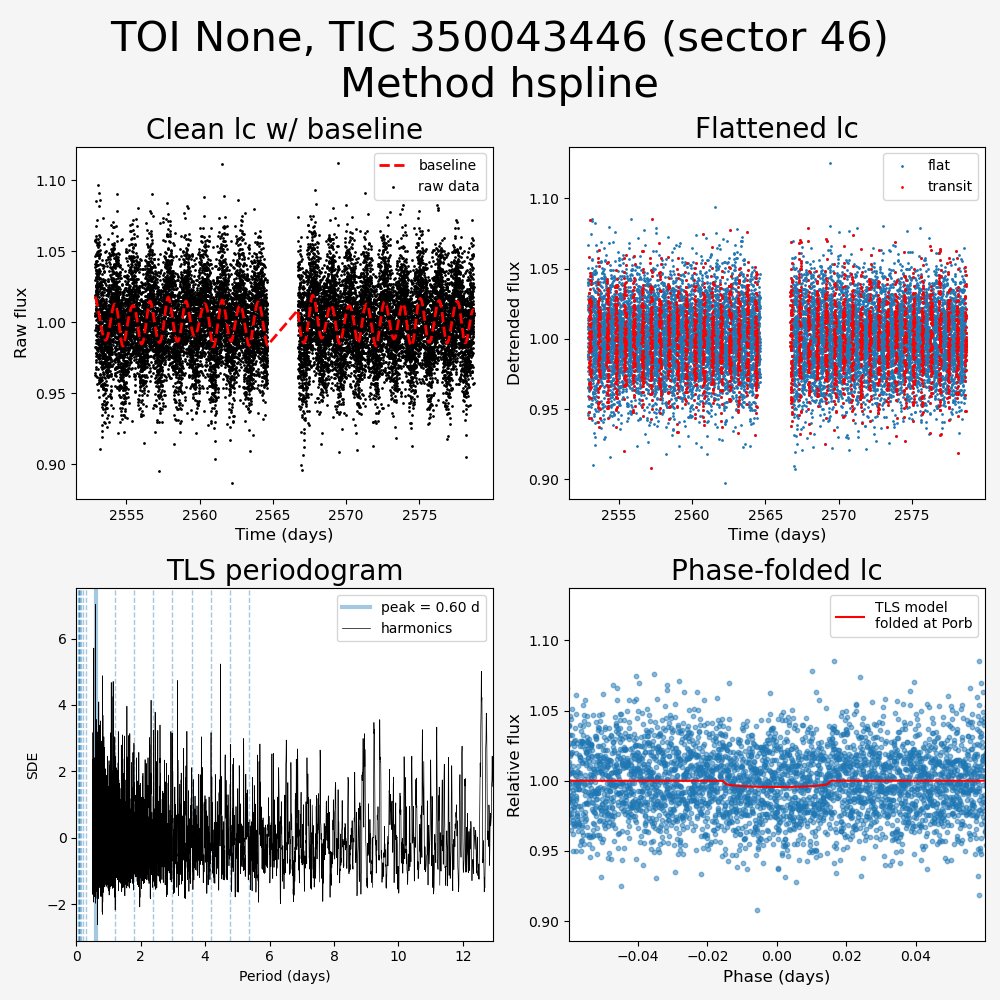 TOI None, TIC 350043446 (sector 46)
Method hspline
Clean lc w/ baseline
Flattened lc
baseline
raw data
flat
transit
Raw flux
1.10
1.05
1.00
0.95
0.90
2555
2560
2565
2570
2575
Time (days)
Detrended flux
1.10
1.05
1.00
0.95
0.90
2555
2560
2565
2570
2575
Time (days)
TLS periodogram
Phase-folded lc
peak = 0.60 d
harmonics
TLS model
folded at Porb
SDE
6
4
2
0
−2
0
2
4
6
8
10
12
Period (days)
Relative flux
1.10
1.05
1.00
0.95
0.90
−0.04
−0.02
0.00
0.02
0.04
Phase (days)